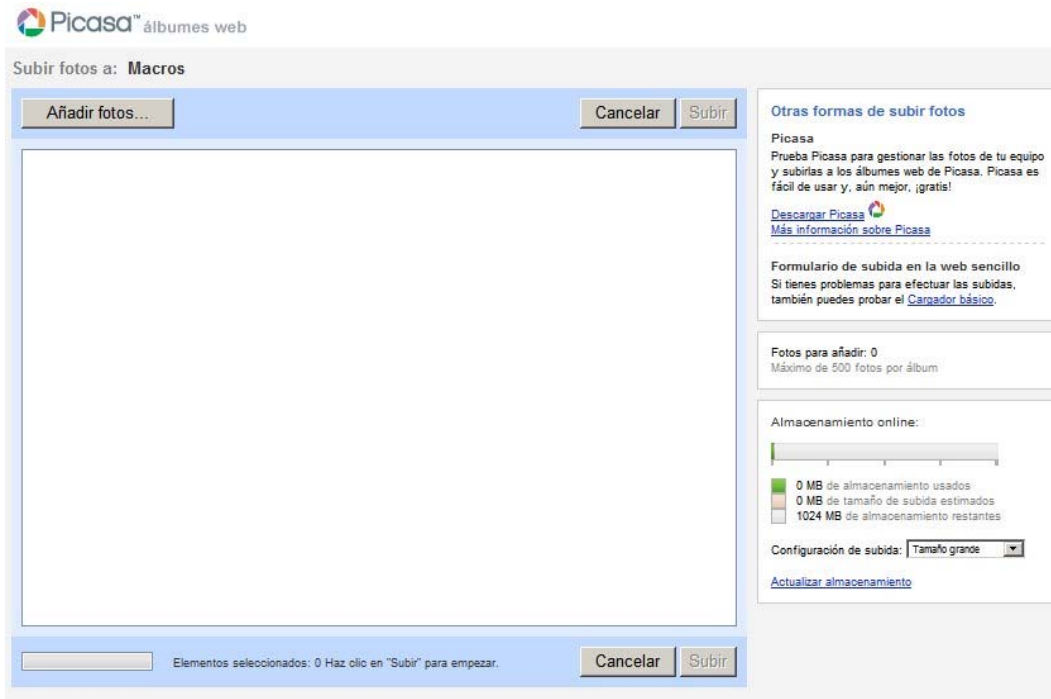 Picasa™ álbumes web
Subir fotos a: Macros
Añadir fotos...
Cancelar
Subir
Otras formas de subir fotos
Picasa
Prueba Picasa para gestionar las fotos de tu equipo
y subirlas a los álbumes web de Picasa. Picasa es
fácil de usar y, aún mejor, ¡gratis!
Descargar Picasa
Más información sobre Picasa
Formulario de subida en la web sencillo
Si tienes problemas para efectuar las subidas,
también puedes probar el Cargador básico.
Fotos para añadir: 0
Máximo de 500 fotos por álbum
Almacenamiento online:
0 MB de almacenamiento usados
0 MB de tamaño de subida estimados
1024 MB de almacenamiento restantes
Configuración de subida: Tamaño grande
Actualizar almacenamiento
Elementos seleccionados: 0 Haz clic en "Subir" para empezar.
Cancelar
Subir